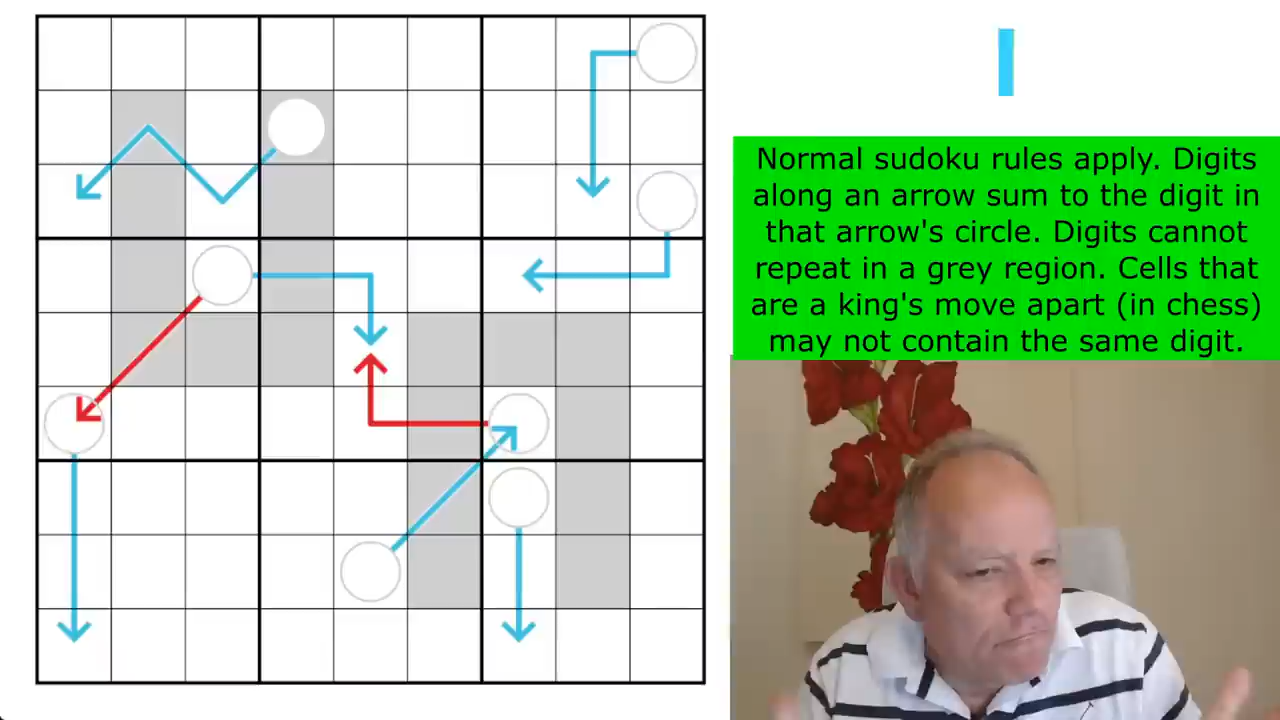 Normal sudoku rules apply. Digits
along an arrow sum to the digit in
that arrow's circle. Digits cannot
repeat in a grey region. Cells that
are a king's move apart (in chess)
may not contain the same digit.